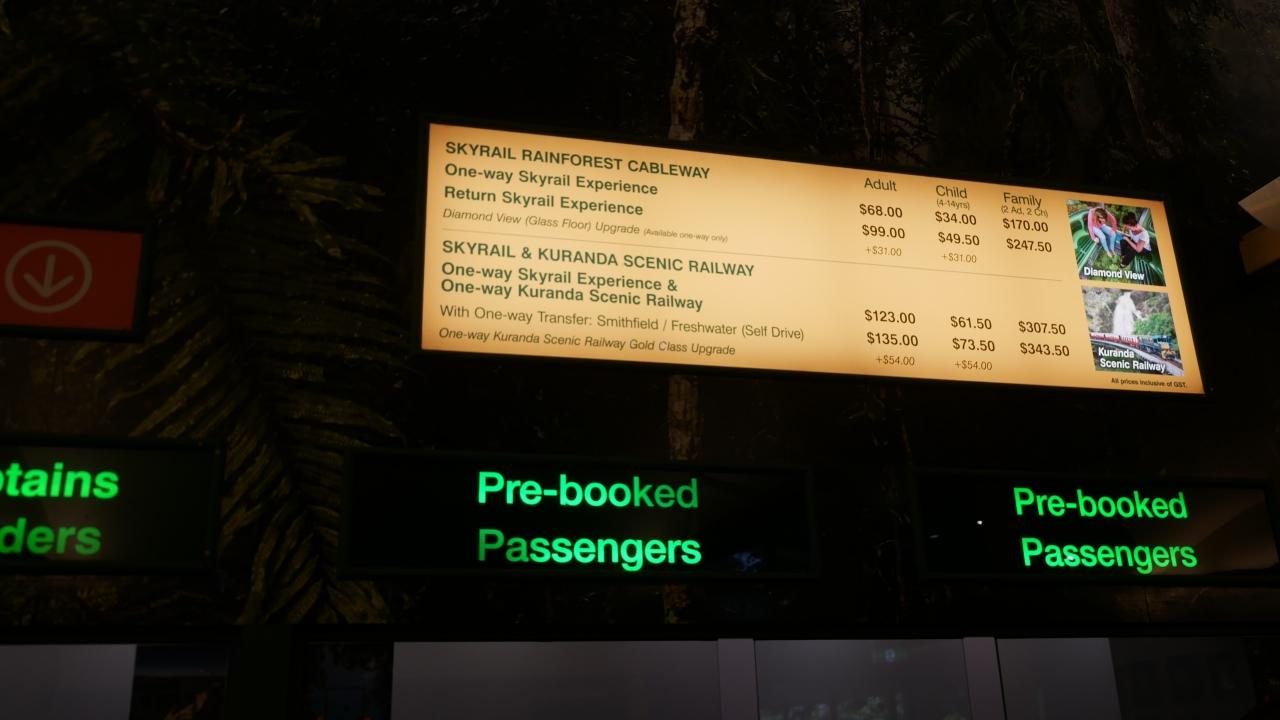 SKYRAIL RAINFOREST CABLEWAY
Adult Child Family
(4-14yrs) (2 Ad, 2 Ch)
One-way Skyrail Experience $68.00 $34.00 $170.00
Return Skyrail Experience $99.00 $49.50 $247.50
Diamond View (Glass Floor) Upgrade (Available one-way only) +$31.00 +$31.00
SKYRAIL & KURANDA SCENIC RAILWAY
One-way Skyrail Experience &
One-way Kuranda Scenic Railway $123.00 $61.50 $307.50
With One-way Transfer: Smithfield / Freshwater (Self Drive) $135.00 $73.50 $343.50
One-way Kuranda Scenic Railway Gold Class Upgrade +$54.00 +$54.00
Diamond View
Kuranda
Scenic Railway
All prices inclusive of GST.
tains
ders
Pre-booked
Passengers
Pre-booked
Passengers